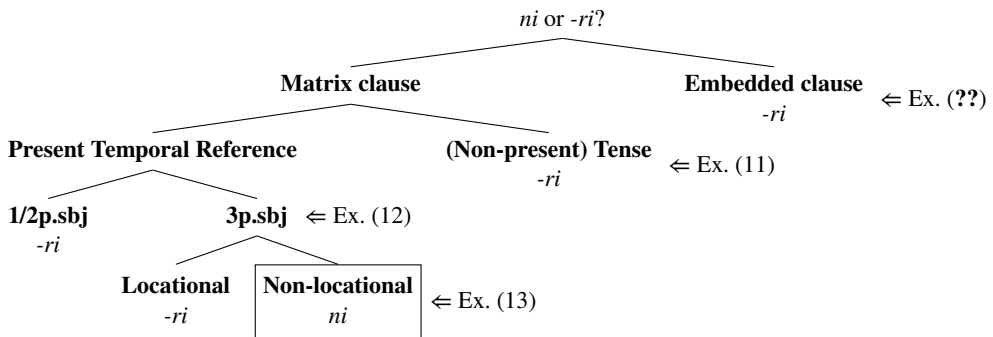 ni or -ri?
Matrix clause Embedded clause
-ri ⇐ Ex. (??)
Present Temporal Reference (Non-present) Tense
-ri ⇐ Ex. (11)
1/2p.sbj 3p.sbj ⇐ Ex. (12)
-ri
Locational Non-locational
-ri ni ⇐ Ex. (13)